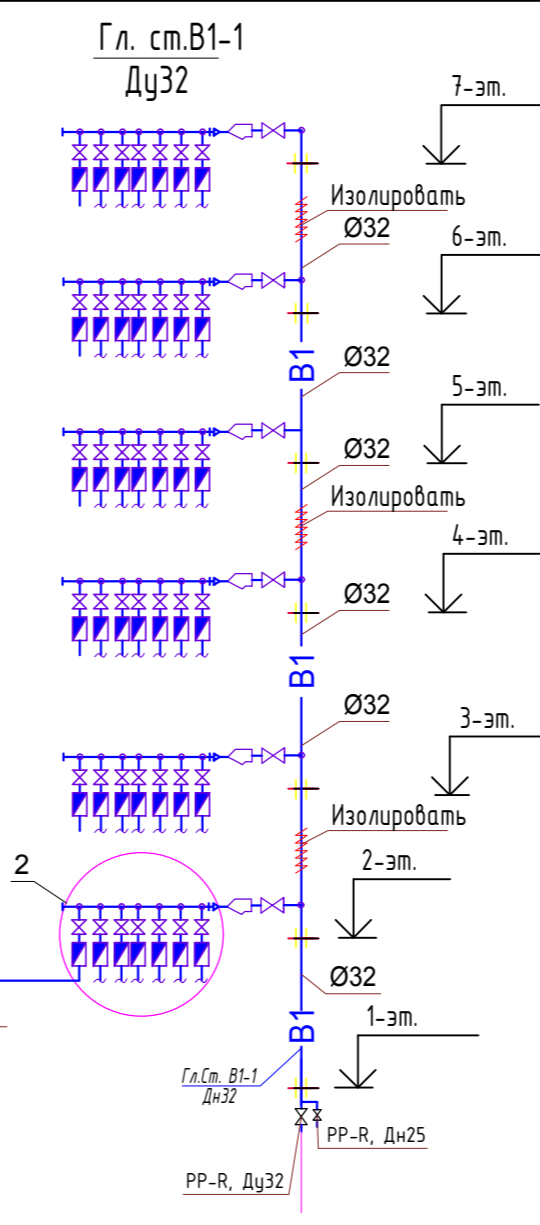 Гл. ст.В1-1
Ду32
7-эт.
Изолировать
Ø32
6-эт.
В1
Ø32
5-эт.
Ø32
Изолировать
4-эт.
Ø32
В1
Ø32
3-эт.
Изолировать
2
2-эт.
Ø32
В1
1-эт.
Гл.Ст. В1-1
Дн32
PP-R, Дн25
PP-R, Ду32